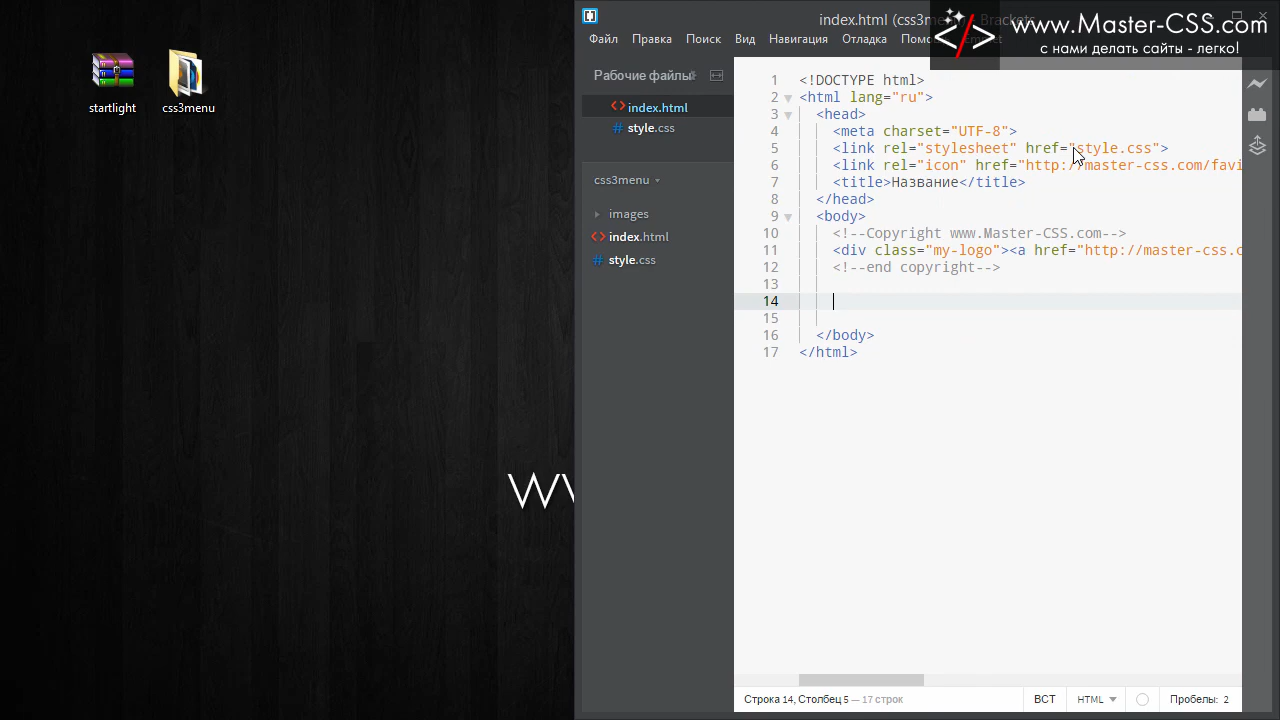 startlight
css3menu
index.html (css3me
Brackets
www.Master-CSS.com
с нами делать сайты - легко!
Файл Правка Поиск Вид Навигация Отладка
Рабочие файлы
index.html
style.css
css3menu
images
index.html
style.css
1 <!DOCTYPE html>
2 <html lang="ru">
3 <head>
4 <meta charset="UTF-8">
5 <link rel="stylesheet" href="style.css">
6 <link rel="icon" href="http://master-css.com/favi
7 <title>Название</title>
8 </head>
9 <body>
10 <!--Copyright www.Master-CSS.com-->
11 <div class="my-logo"><a href="http://master-css.c
12 <!--end copyright-->
13
14
15
16 </body>
17 </html>
Строка 14, Столбец 5 — 17 строк ВСТ HTML Пробелы: 2